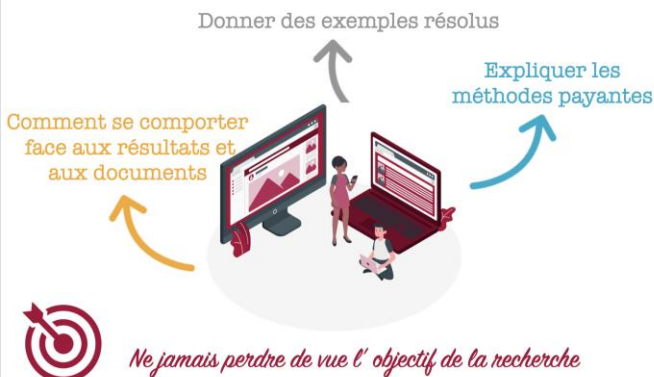 Donner des exemples résolus
Expliquer les
méthodes payantes
Comment se comporter
face aux résultats et
aux documents
Ne jamais perdre de vue l' objectif de la recherche